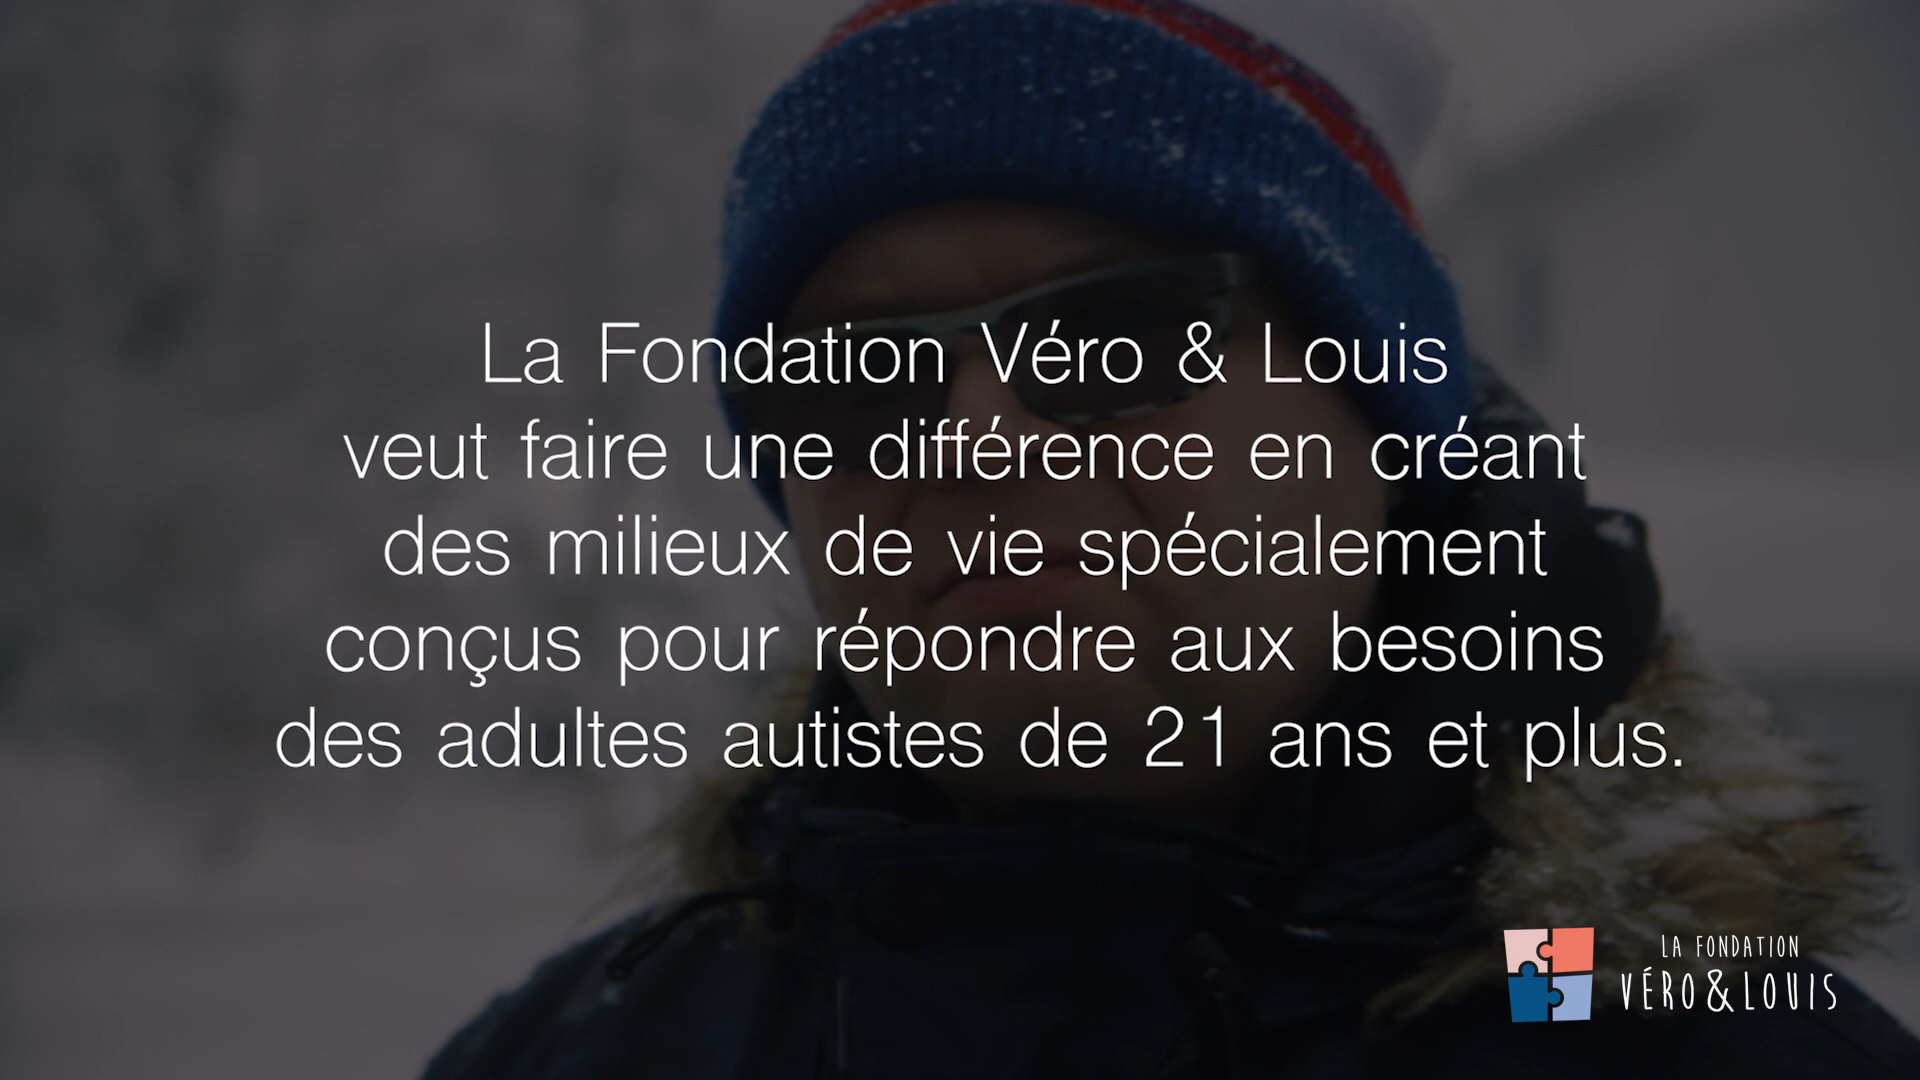 La Fondation Véro & Louis
veut faire une différence en créant
des milieux de vie spécialement
conçus pour répondre aux besoins
des adultes autistes de 21 ans et plus.
LA FONDATION
VÉRO&LOUIS